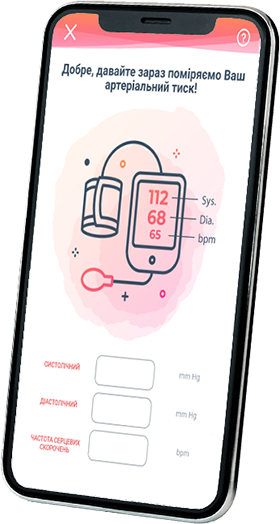 X
?
Добре, давайте зараз поміряємо Ваш
артеріальний тиск!
112 Sys.
68 Dia.
65 bpm
СИСТОЛІЧНИЙ mm Hg
ДІАСТОЛІЧНИЙ mm Hg
ЧАСТОТА СЕРЦЕВИХ
СКОРОЧЕНЬ bpm